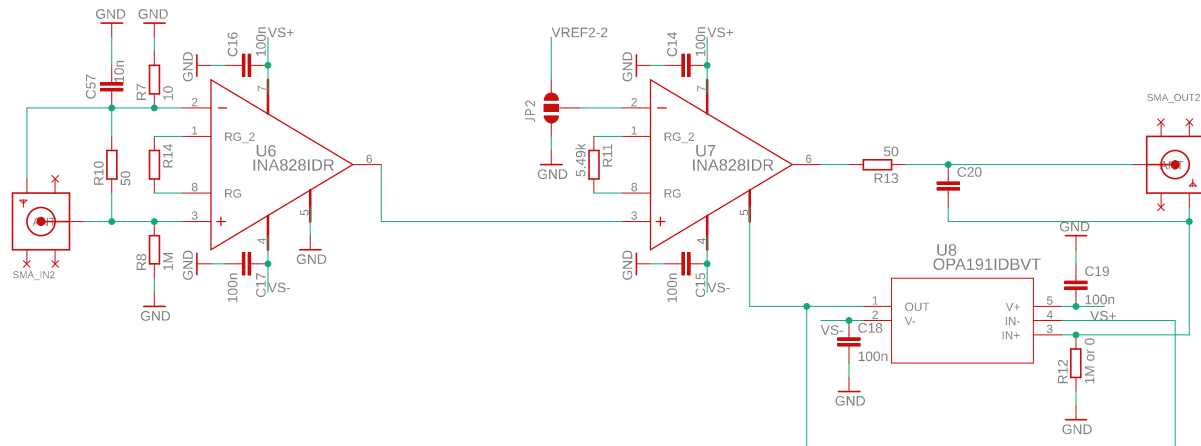 GND
GND
C57
10n
R7
10
GND
C16
100n
VS+
7
2
−
1
RG_2
U6
INA828IDR
R14
R10
50
8
RG
3
+
6
5
4
GND
SMA_IN2
R8
1M
GND
GND
100n
C17
VS-
VREF2-2
JP2
GND
GND
C14
100n
VS+
7
2
−
1
RG_2
U7
INA828IDR
5.49k
R11
8
RG
3
+
6
5
4
GND
100n
C15
VS-
50
R13
C20
SMA_OUT2
U8
OPA191IDBVT
GND
C19
100n
VS+
1
OUT
2
V-
V+
5
IN-
4
IN+
3
VS-
C18
100n
GND
R12
1M or 0
GND